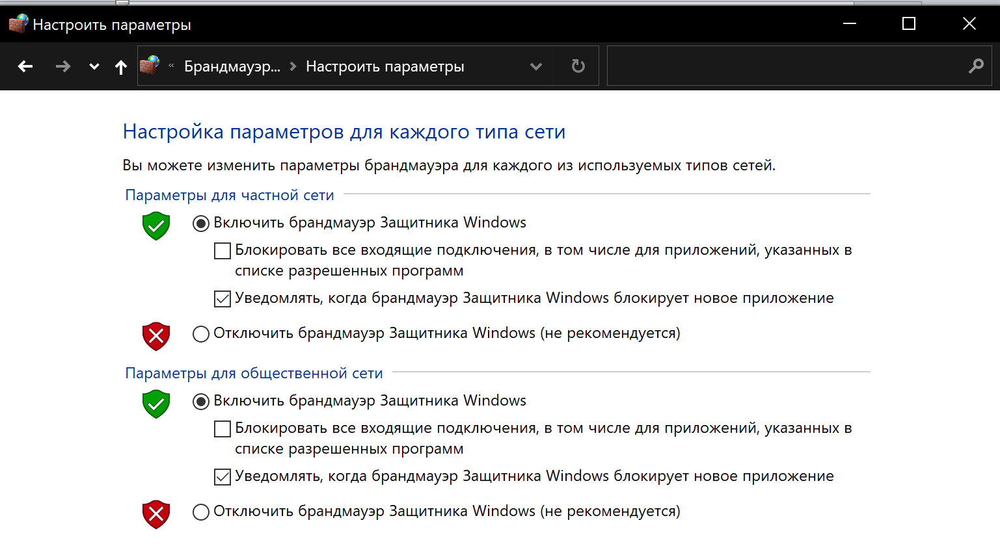 Настроить параметры
« Брандмауэр... > Настроить параметры
Настройка параметров для каждого типа сети
Вы можете изменить параметры брандмауэра для каждого из используемых типов сетей.
Параметры для частной сети
Включить брандмауэр Защитника Windows
Блокировать все входящие подключения, в том числе для приложений, указанных в
списке разрешенных программ
Уведомлять, когда брандмауэр Защитника Windows блокирует новое приложение
Отключить брандмауэр Защитника Windows (не рекомендуется)
Параметры для общественной сети
Включить брандмауэр Защитника Windows
Блокировать все входящие подключения, в том числе для приложений, указанных в
списке разрешенных программ
Уведомлять, когда брандмауэр Защитника Windows блокирует новое приложение
Отключить брандмауэр Защитника Windows (не рекомендуется)